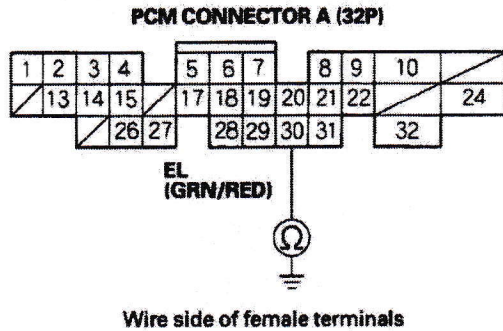 PCM CONNECTOR A (32P)
1 2 3 4 5 6 7 8 9 10
13 14 15 17 18 19 20 21 22 24
26 27 28 29 30 31 32
EL
(GRN/RED)
Ω
Wire side of female terminals